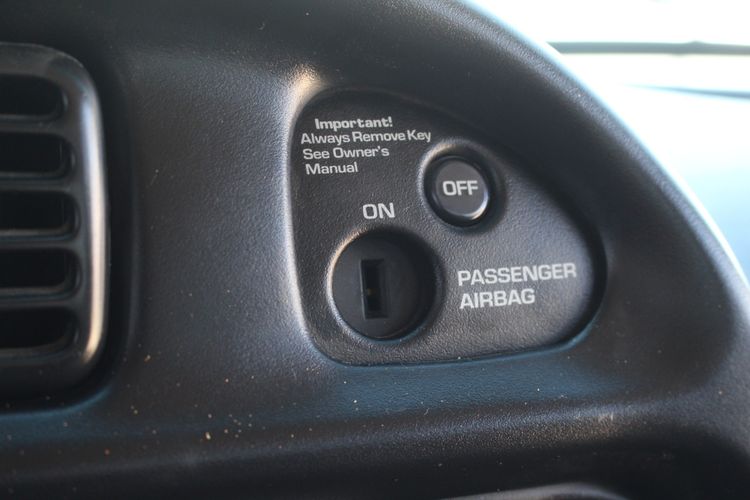 Important!
Always Remove Key
See Owner's
Manual
OFF
ON
PASSENGER
AIRBAG